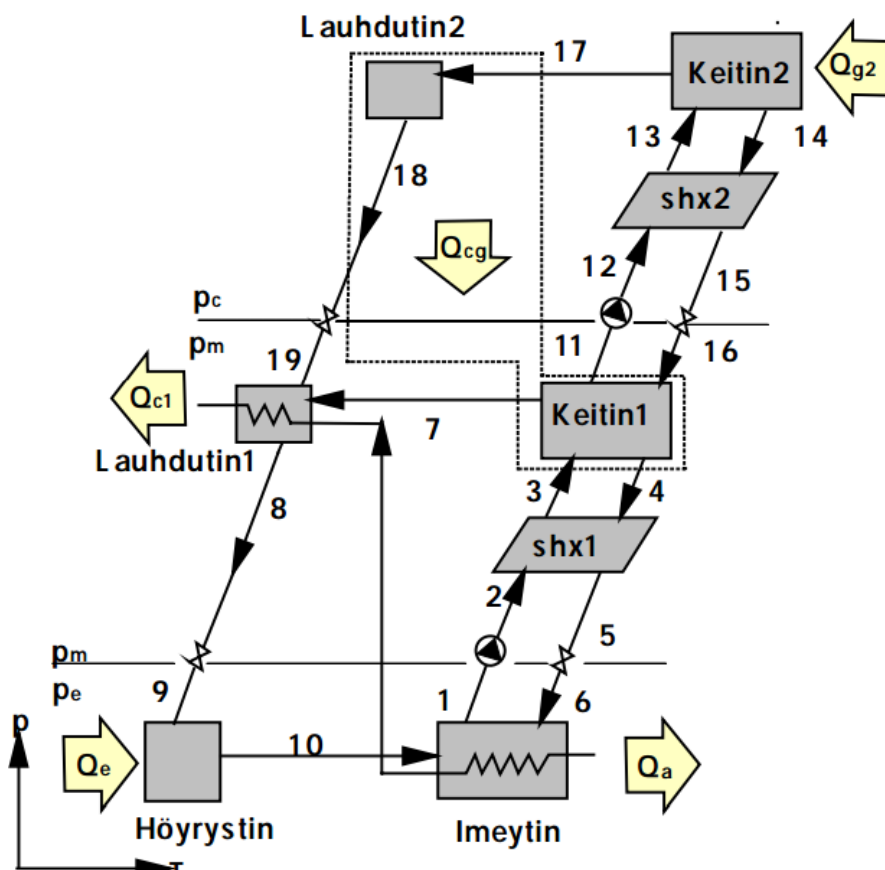 Lauhdutin2
17
Keitin2
Qg2
13
14
18
shx2
Qcg
12
15
pc
pm
19
11
16
Qc1
7
Keitin1
Lauhdutin1
3
4
8
shx1
2
5
pm
9
pe
1
6
p
10
Qe
Qa
Höyrystin
Imeytin